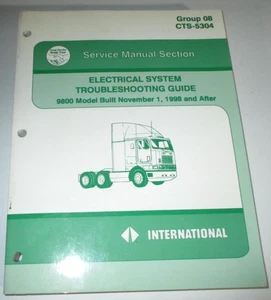 Group 08
CTS-5304
Service Manual Section
ELECTRICAL SYSTEM
TROUBLESHOOTING GUIDE
9800 Model Built November 1, 1998 and After
INTERNATIONAL